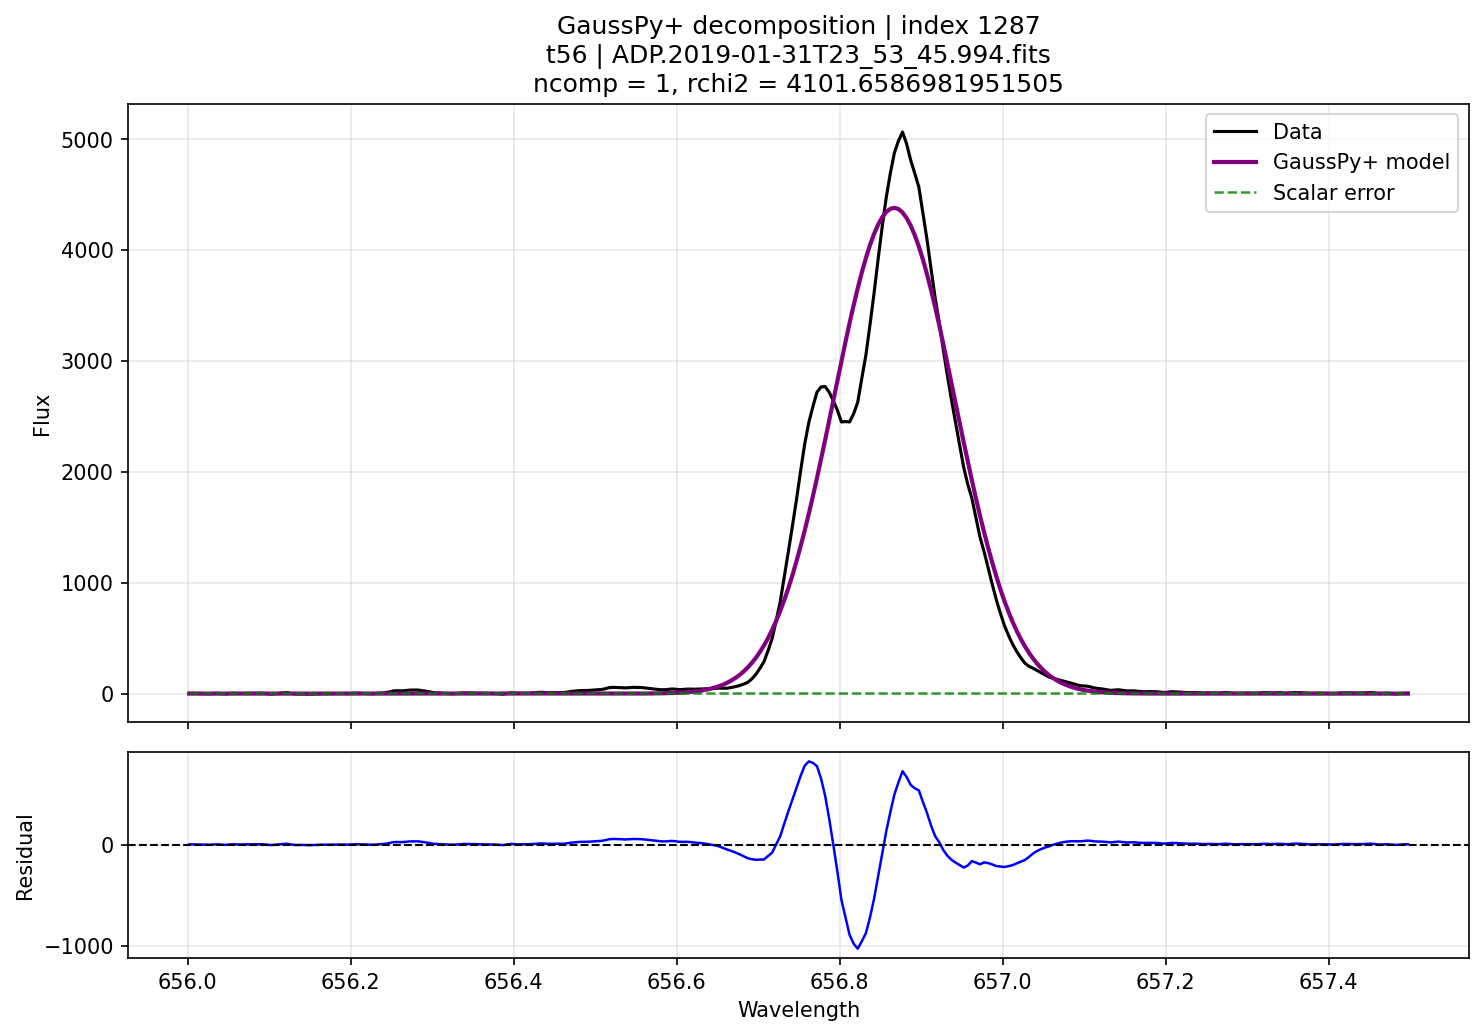 GaussPy+ decomposition | index 1287
t56 | ADP.2019-01-31T23_53_45.994.fits
ncomp = 1, rchi2 = 4101.6586981951505
Data
GaussPy+ model
Scalar error
5000
4000
3000
2000
1000
0
Flux
0
−1000
Residual
656.0 656.2 656.4 656.6 656.8 657.0 657.2 657.4
Wavelength